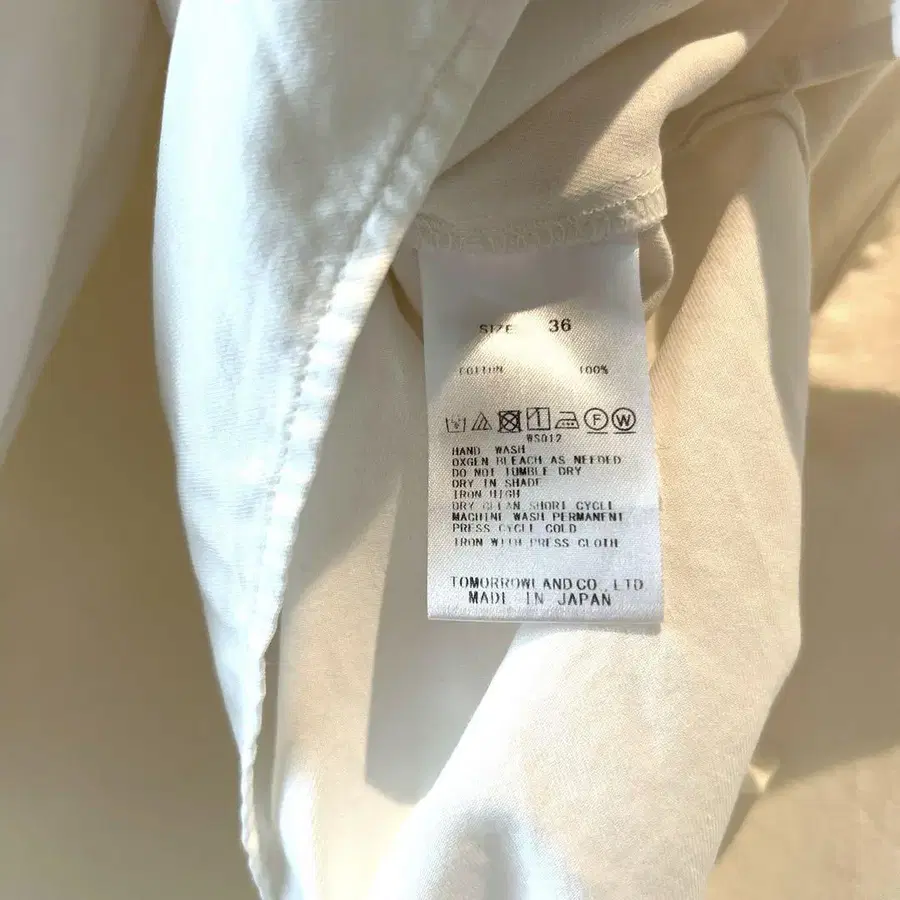 SIZE 36
COTTON 100%
F W
WS012
HAND WASH
OXGEN BLEACH AS NEEDED
DO NOT TUMBLE DRY
DRY IN SHADE
IRON HIGH
DRY CLEAN SHORT CYCLE
MACHINE WASH PERMANENT
PRESS CYCLE COLD
IRON WITH PRESS CLOTH
TOMORROWLAND CO., LTD
MADE IN JAPAN